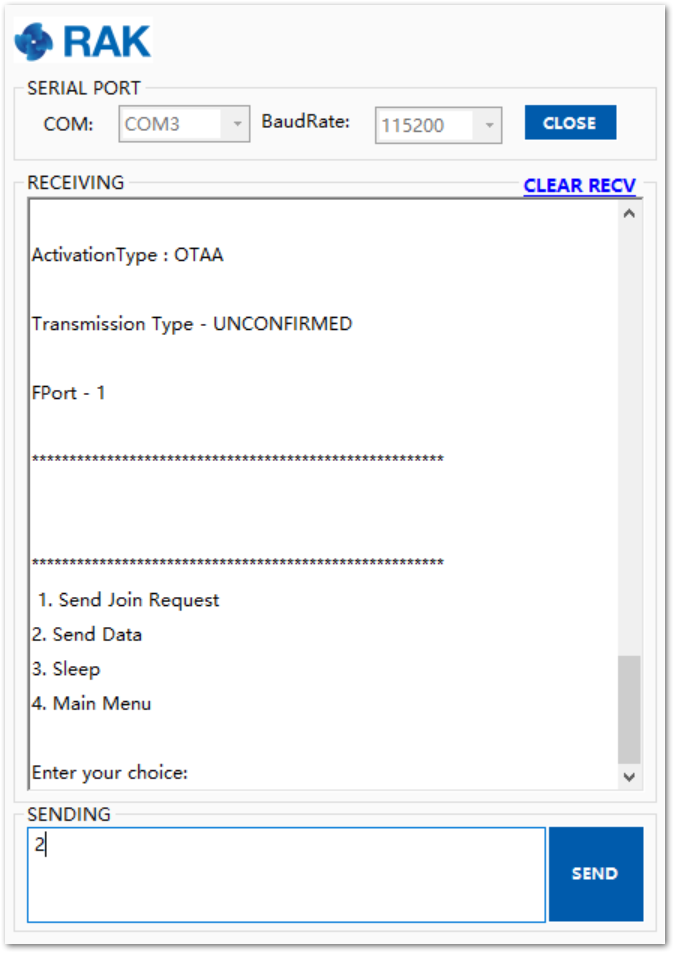 RAK
SERIAL PORT
COM: COM3 BaudRate: 115200 CLOSE
RECEIVING CLEAR RECV
ActivationType : OTAA
Transmission Type - UNCONFIRMED
FPort - 1
*******************************************************
*******************************************************
1. Send Join Request
2. Send Data
3. Sleep
4. Main Menu
Enter your choice:
SENDING
2
SEND